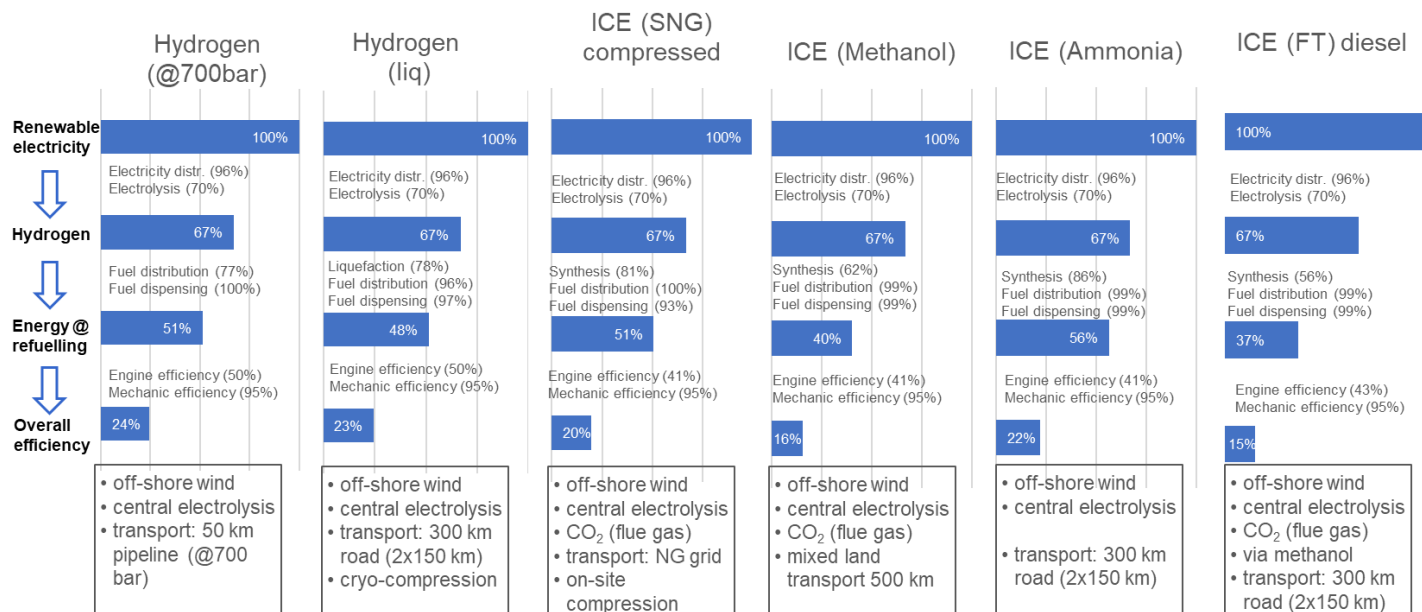 Hydrogen
(@700bar)
Hydrogen
(liq)
ICE (SNG)
compressed
ICE (Methanol)
ICE (Ammonia)
ICE (FT) diesel
Renewable
electricity
100%
100%
100%
100%
100%
100%
Electricity distr. (96%)
Electrolysis (70%)
Electricity distr. (96%)
Electrolysis (70%)
Electricity distr. (96%)
Electrolysis (70%)
Electricity distr. (96%)
Electrolysis (70%)
Electricity distr. (96%)
Electrolysis (70%)
Electricity distr. (96%)
Electrolysis (70%)
Hydrogen
67%
67%
67%
67%
67%
67%
Fuel distribution (77%)
Fuel dispensing (100%)
Liquefaction (78%)
Fuel distribution (96%)
Fuel dispensing (97%)
Synthesis (81%)
Fuel distribution (100%)
Fuel dispensing (93%)
Synthesis (62%)
Fuel distribution (99%)
Fuel dispensing (99%)
Synthesis (86%)
Fuel distribution (99%)
Fuel dispensing (99%)
Synthesis (56%)
Fuel distribution (99%)
Fuel dispensing (99%)
Energy @
refuelling
51%
48%
51%
40%
56%
37%
Engine efficiency (50%)
Mechanic efficiency (95%)
Engine efficiency (50%)
Mechanic efficiency (95%)
Engine efficiency (41%)
Mechanic efficiency (95%)
Engine efficiency (41%)
Mechanic efficiency (95%)
Engine efficiency (41%)
Mechanic efficiency (95%)
Engine efficiency (43%)
Mechanic efficiency (95%)
Overall
efficiency
24%
23%
20%
16%
22%
15%
• off-shore wind
• central electrolysis
• transport: 50 km
pipeline (@700
bar)
• off-shore wind
• central electrolysis
• transport: 300 km
road (2x150 km)
• cryo-compression
• off-shore wind
• central electrolysis
• CO₂ (flue gas)
• transport: NG grid
• on-site
compression
• off-shore wind
• central electrolysis
• CO₂ (flue gas)
• mixed land
transport 500 km
• off-shore wind
• central electrolysis
• transport: 300 km
road (2x150 km)
• off-shore wind
• central electrolysis
• CO₂ (flue gas)
• via methanol
• transport: 300 km
road (2x150 km)